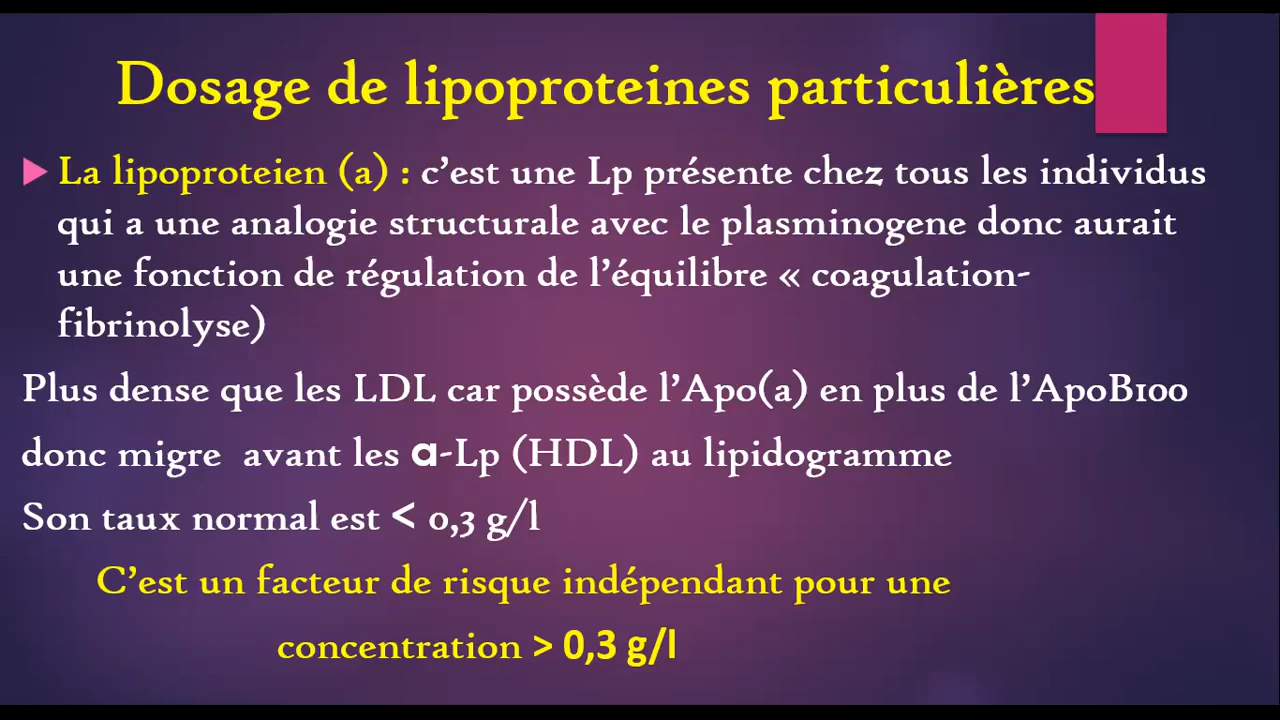 Dosage de lipoproteines particulières
La lipoproteien (a) : c’est une Lp présente chez tous les individus
qui a une analogie structurale avec le plasminogene donc aurait
une fonction de régulation de l’équilibre « coagulation-
fibrinolyse)
Plus dense que les LDL car possède l’Apo(a) en plus de l’ApoB100
donc migre avant les α-Lp (HDL) au lipidogramme
Son taux normal est < 0,3 g/l
C’est un facteur de risque indépendant pour une
concentration > 0,3 g/l